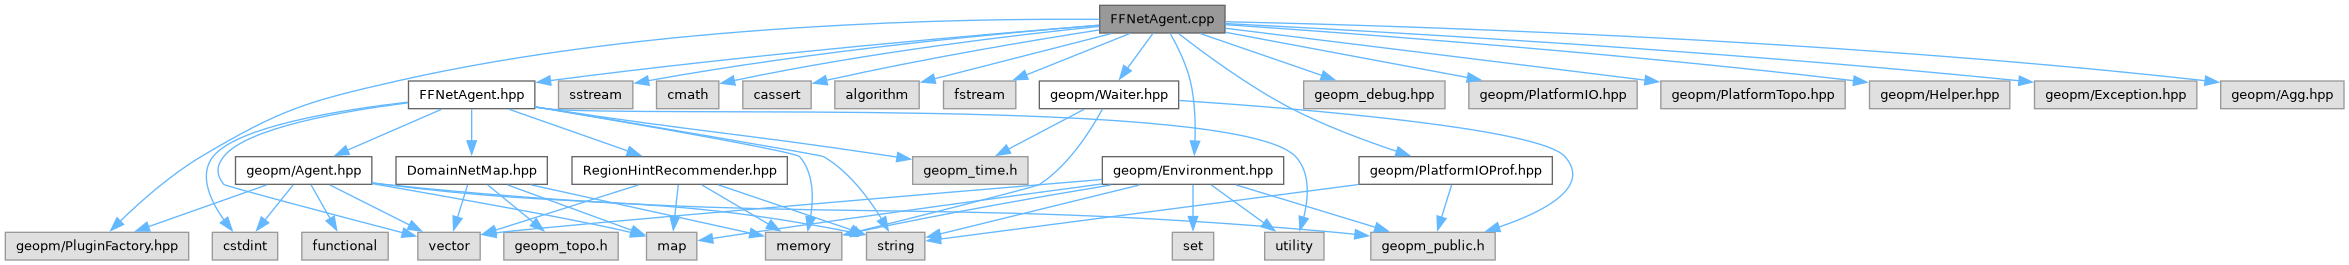 FFNetAgent.cpp
FFNetAgent.hpp
sstream
cmath
cassert
algorithm
fstream
geopm/Waiter.hpp
geopm_debug.hpp
geopm/PlatformIO.hpp
geopm/PlatformTopo.hpp
geopm/Helper.hpp
geopm/Exception.hpp
geopm/Agg.hpp
geopm/Agent.hpp
DomainNetMap.hpp
RegionHintRecommender.hpp
geopm_time.h
geopm/Environment.hpp
geopm/PlatformIOProf.hpp
geopm/PluginFactory.hpp
cstdint
functional
vector
geopm_topo.h
map
memory
string
set
utility
geopm_public.h